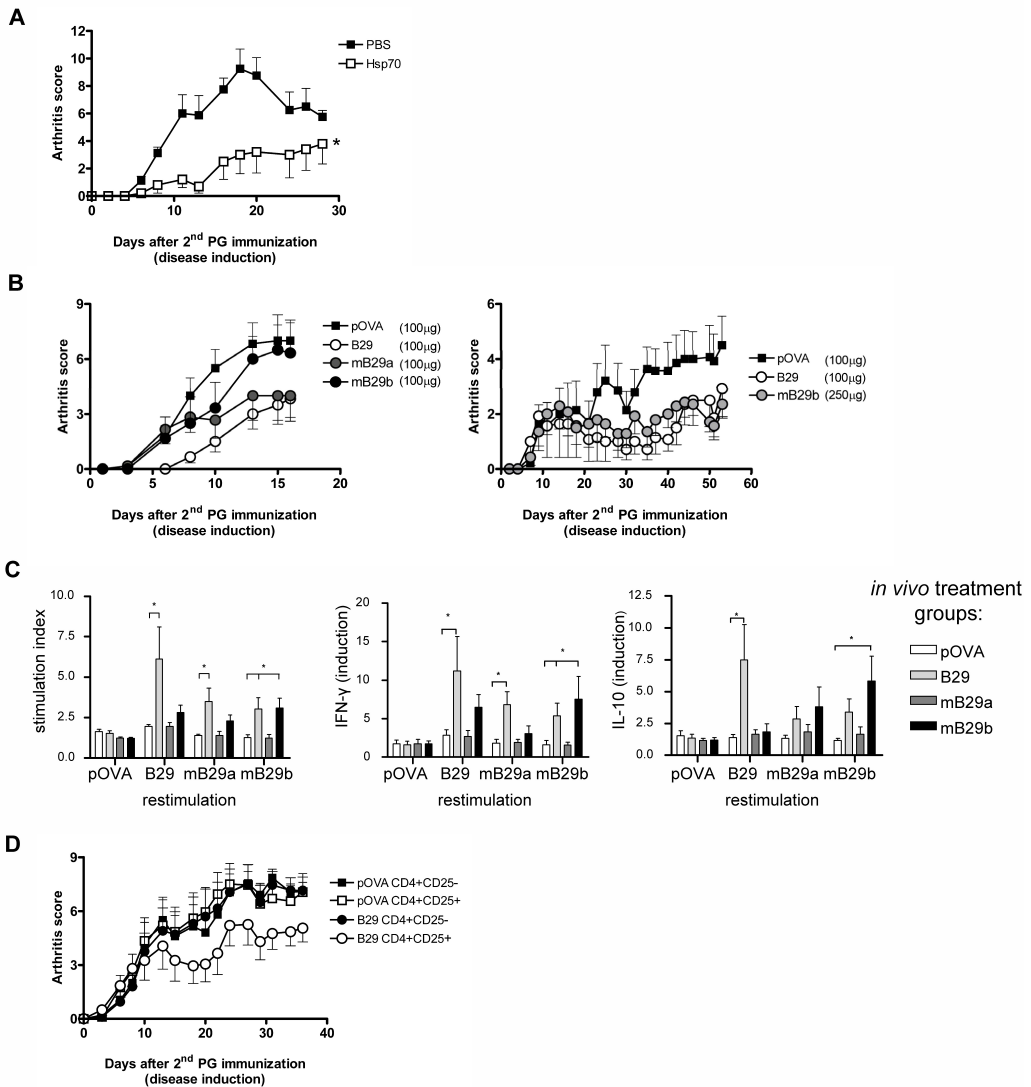 A
12
10
8
6
4
2
0
0
10
20
30
Arthritis score
PBS
Hsp70
*
Days after 2nd PG immunization
(disease induction)
B
9
6
3
0
0
5
10
15
20
Arthritis score
pOVA (100µg)
B29 (100µg)
mB29a (100µg)
mB29b (100µg)
Days after 2nd PG immunization
(disease induction)
6
4
2
0
0
10
20
30
40
50
60
Arthritis score
pOVA (100µg)
B29 (100µg)
mB29b (250µg)
Days after 2nd PG immunization
(disease induction)
C
10.0
7.5
5.0
2.5
0.0
stimulation index
*
*
*
pOVA B29 mB29a mB29b
restimulation
20
15
10
5
0
IFN-γ (induction)
*
*
*
pOVA B29 mB29a mB29b
restimulation
12.5
10.0
7.5
5.0
2.5
0.0
IL-10 (induction)
*
*
pOVA B29 mB29a mB29b
restimulation
in vivo treatment
groups:
pOVA
B29
mB29a
mB29b
D
9
6
3
0
0
10
20
30
40
Arthritis score
pOVA CD4+CD25-
pOVA CD4+CD25+
B29 CD4+CD25-
B29 CD4+CD25+
Days after 2nd PG immunization
(disease induction)